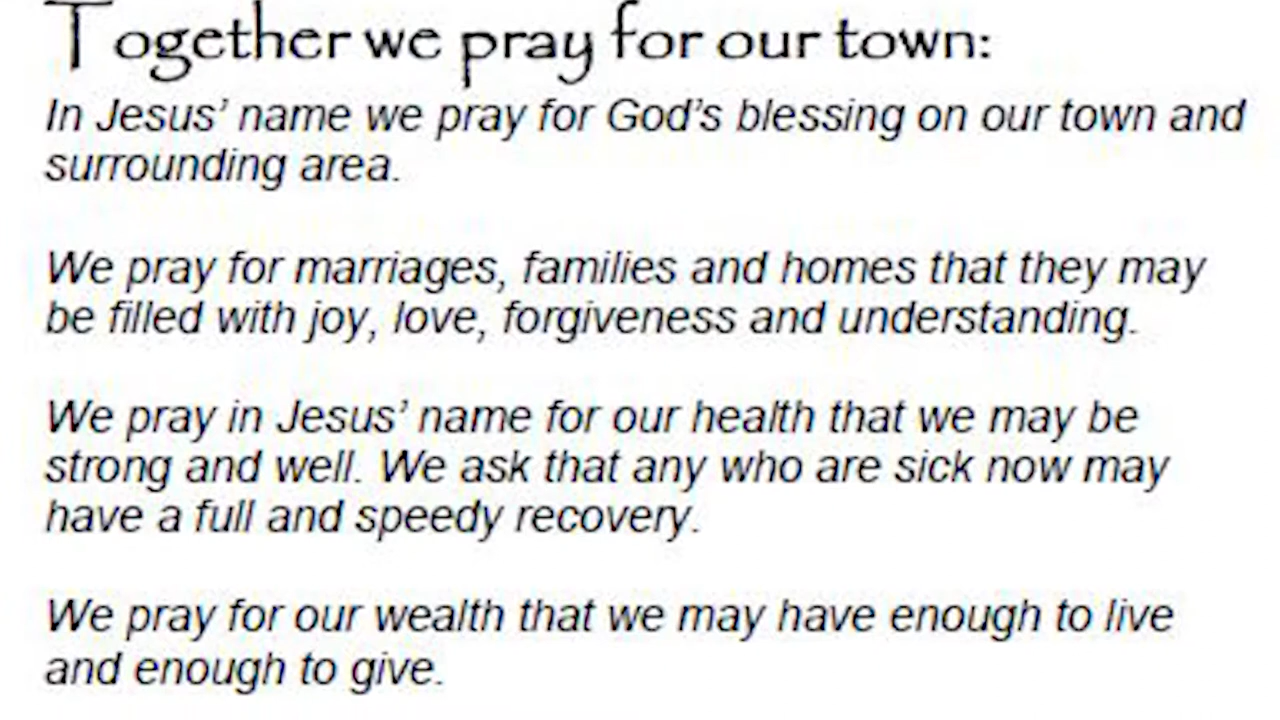 Together we pray for our town:
In Jesus’ name we pray for God’s blessing on our town and
surrounding area.
We pray for marriages, families and homes that they may
be filled with joy, love, forgiveness and understanding.
We pray in Jesus’ name for our health that we may be
strong and well. We ask that any who are sick now may
have a full and speedy recovery.
We pray for our wealth that we may have enough to live
and enough to give.